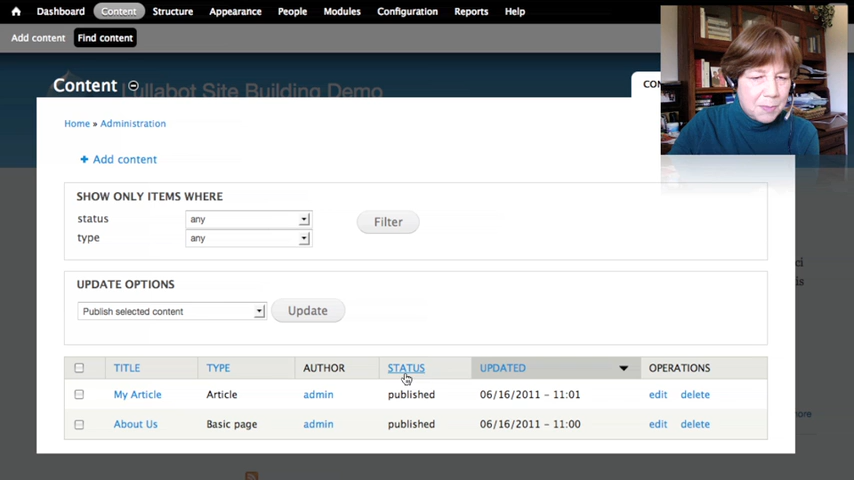 Dashboard Content Structure Appearance People Modules Configuration Reports Help
Add content Find content
Content
Lullabot Site Building Demo
Home » Administration
+ Add content
SHOW ONLY ITEMS WHERE
status any
type any
Filter
UPDATE OPTIONS
Publish selected content Update
TITLE TYPE AUTHOR STATUS UPDATED OPERATIONS
My Article Article admin published 06/16/2011 - 11:01 edit delete
About Us Basic page admin published 06/16/2011 - 11:00 edit delete